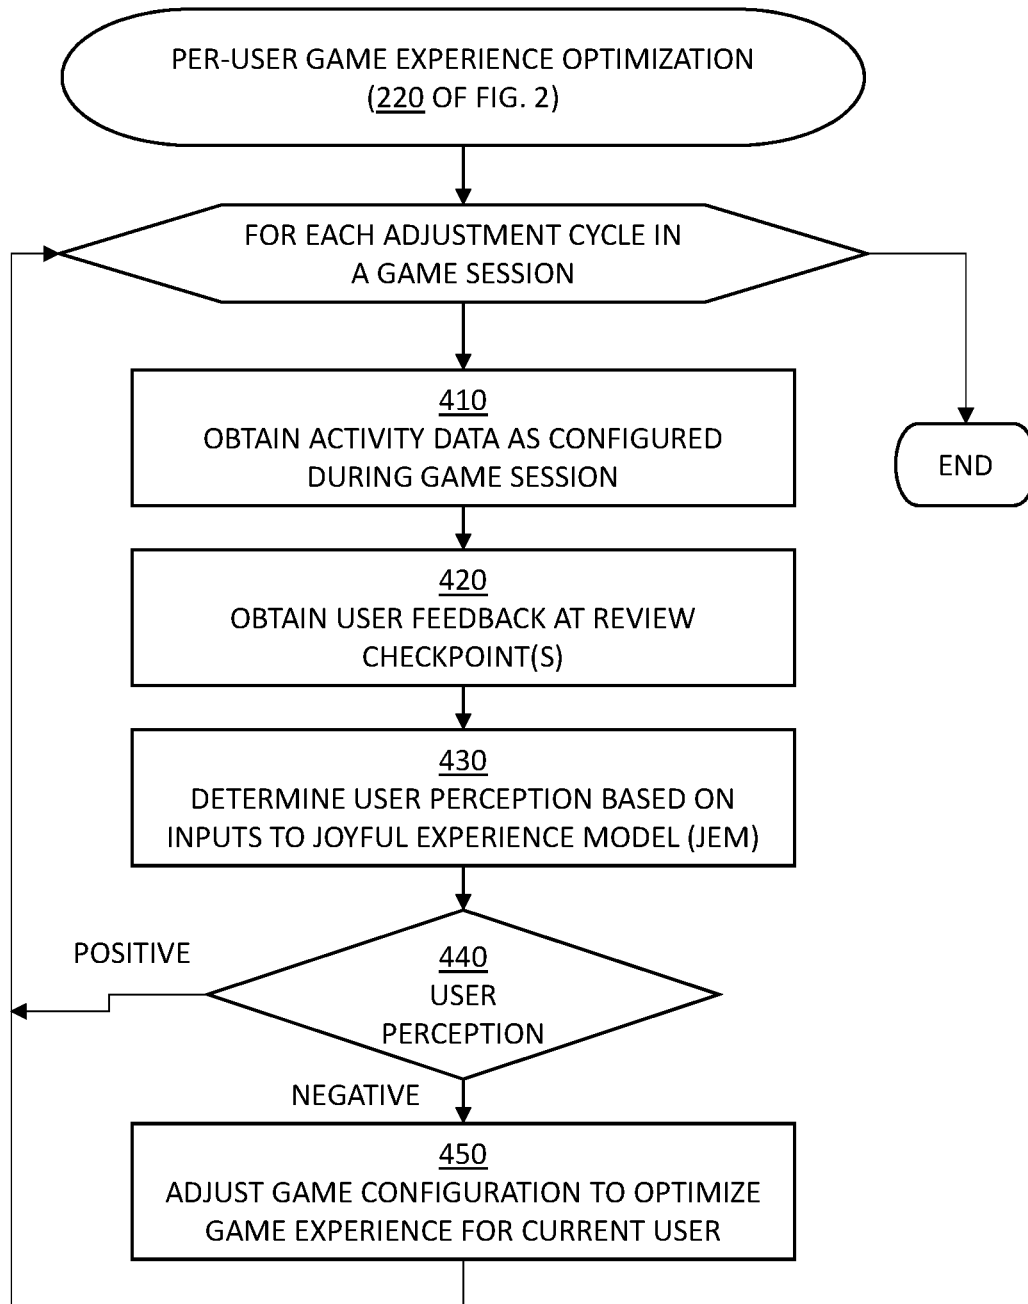 PER-USER GAME EXPERIENCE OPTIMIZATION
(220 OF FIG. 2)
FOR EACH ADJUSTMENT CYCLE IN
A GAME SESSION
410
OBTAIN ACTIVITY DATA AS CONFIGURED
DURING GAME SESSION
END
420
OBTAIN USER FEEDBACK AT REVIEW
CHECKPOINT(S)
430
DETERMINE USER PERCEPTION BASED ON
INPUTS TO JOYFUL EXPERIENCE MODEL (JEM)
POSITIVE
440
USER
PERCEPTION
NEGATIVE
450
ADJUST GAME CONFIGURATION TO OPTIMIZE
GAME EXPERIENCE FOR CURRENT USER